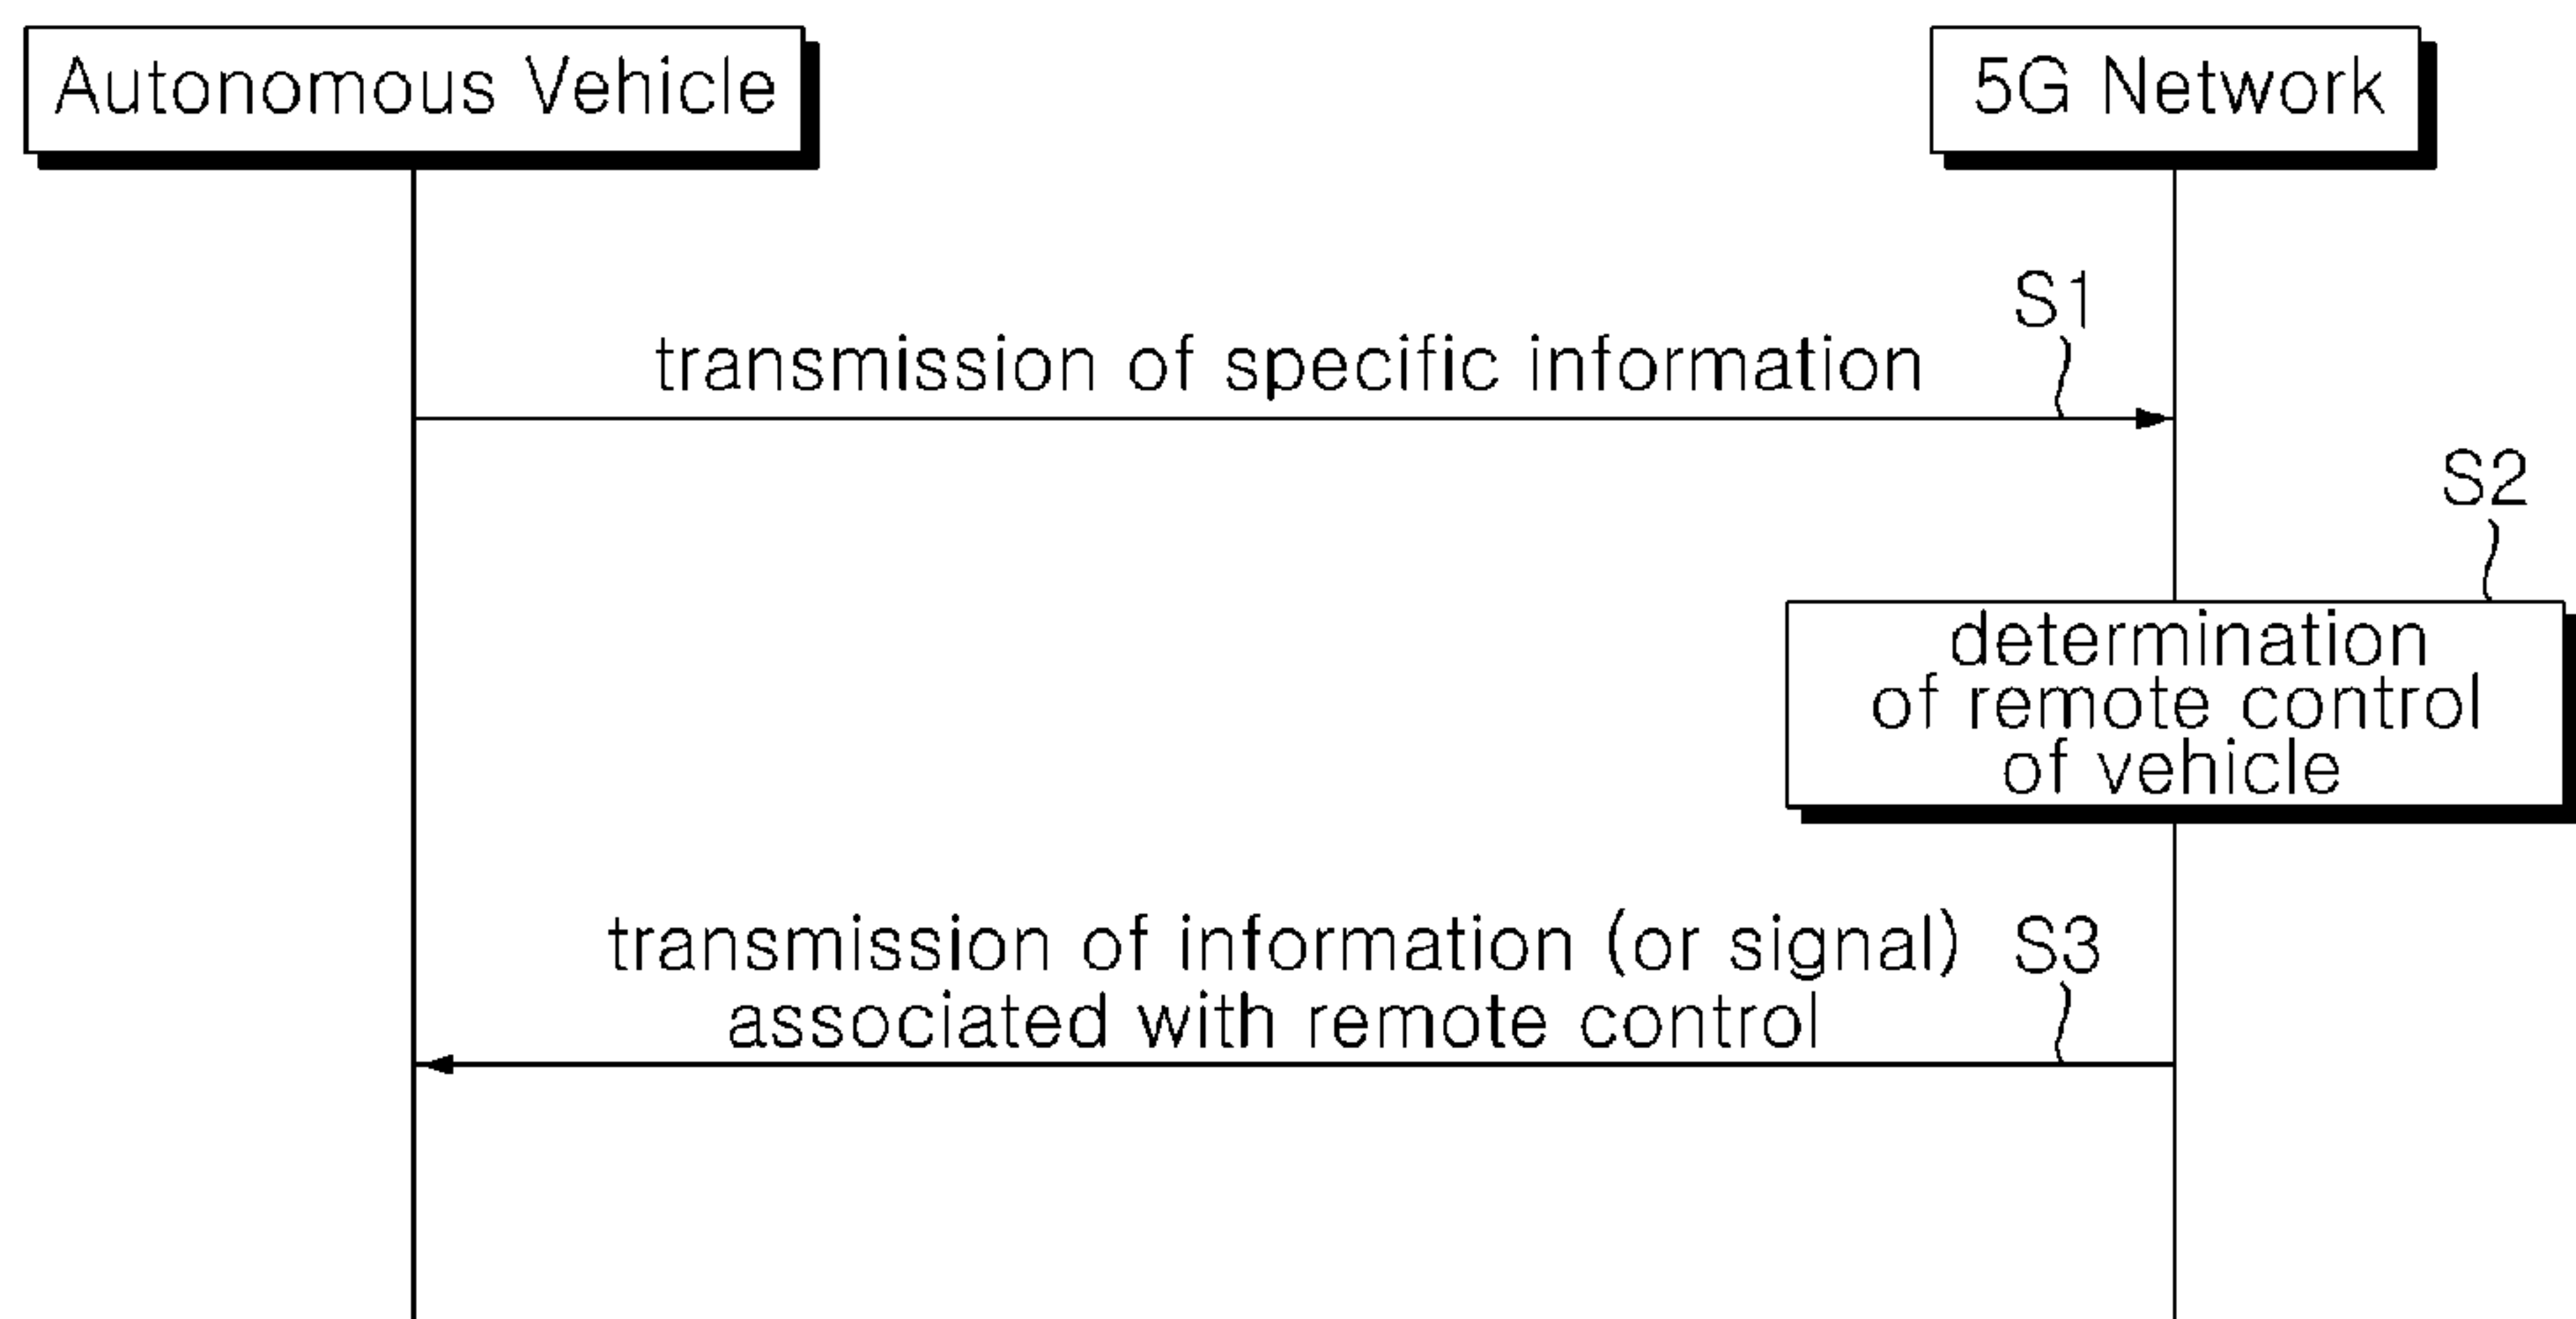 Autonomous Vehicle
5G Network
S1
transmission of specific information
S2
determination
of remote control
of vehicle
transmission of information (or signal)
S3
associated with remote control